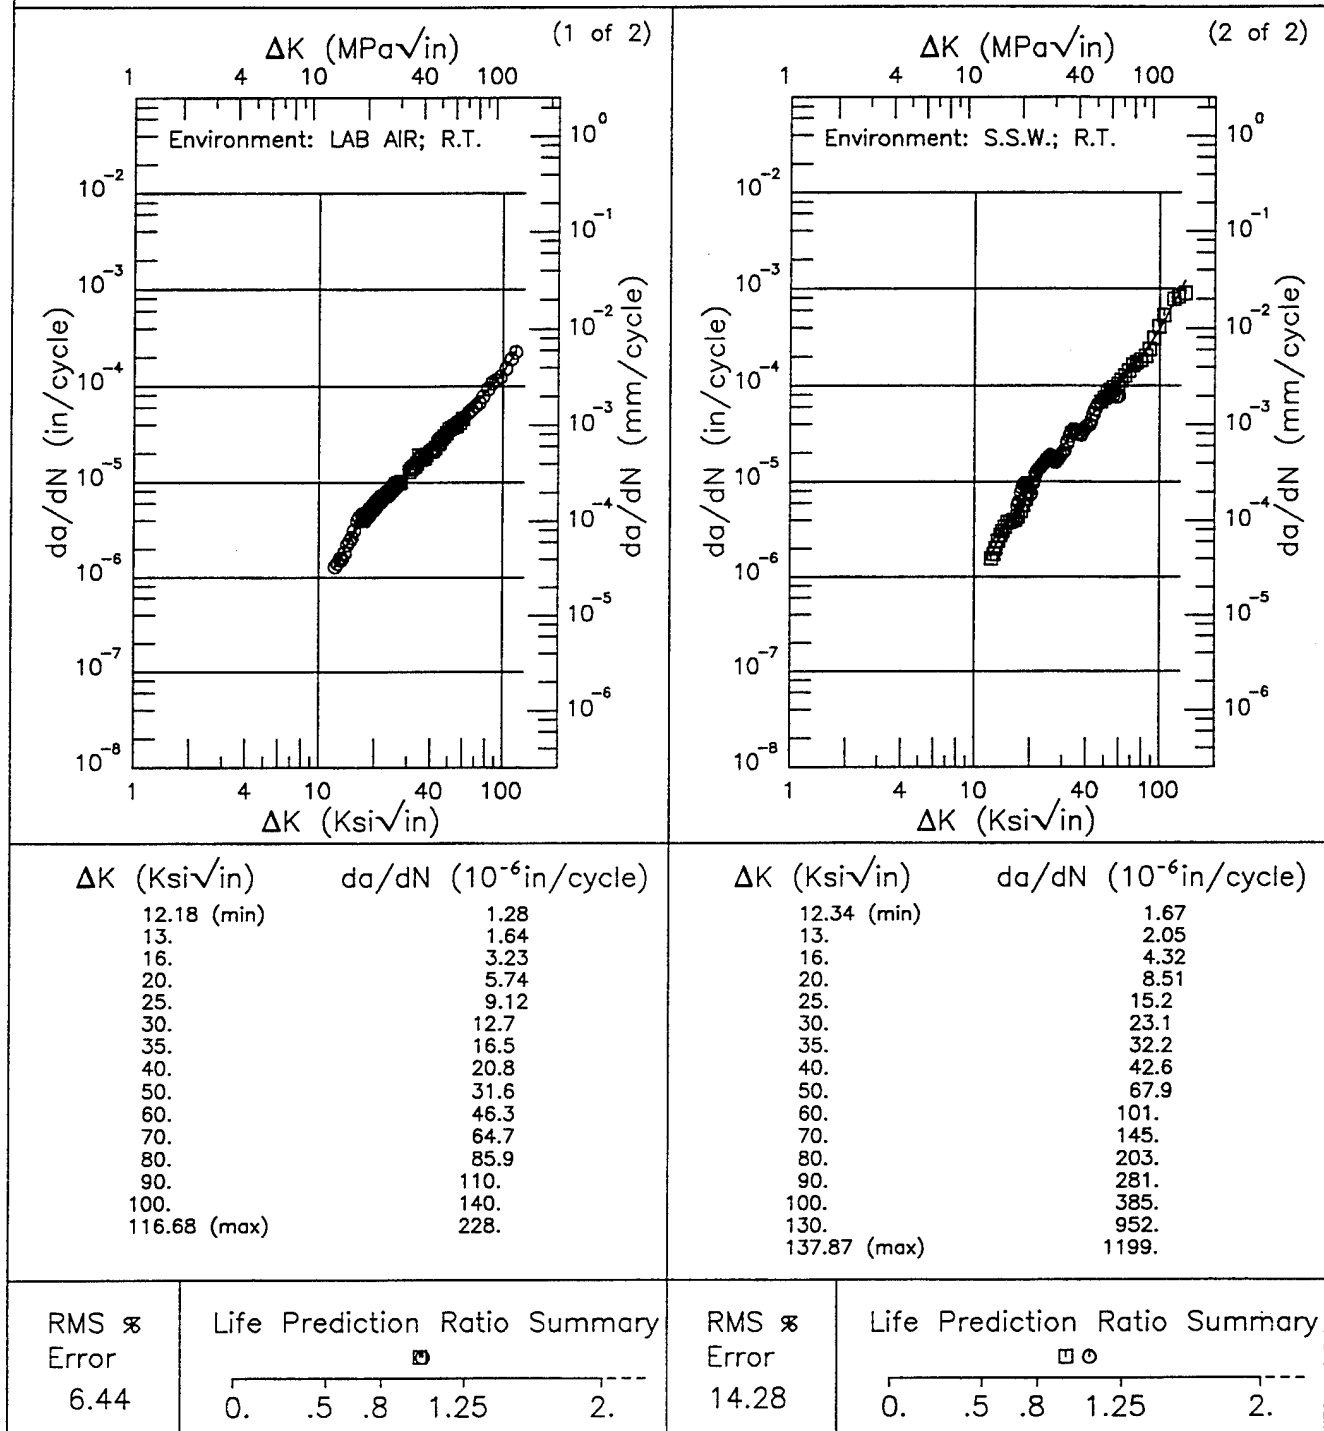 (1 of 2)
ΔK (MPa√in)
1 4 10 40 100
Environment: LAB AIR; R.T.
da/dN (in/cycle)
10⁻²
10⁻³
10⁻⁴
10⁻⁵
10⁻⁶
10⁻⁷
10⁻⁸
da/dN (mm/cycle)
10⁰
10⁻¹
10⁻²
10⁻³
10⁻⁴
10⁻⁵
10⁻⁶
1 4 10 40 100
ΔK (Ksi√in)
(2 of 2)
ΔK (MPa√in)
1 4 10 40 100
Environment: S.S.W.; R.T.
da/dN (in/cycle)
10⁻²
10⁻³
10⁻⁴
10⁻⁵
10⁻⁶
10⁻⁷
10⁻⁸
da/dN (mm/cycle)
10⁰
10⁻¹
10⁻²
10⁻³
10⁻⁴
10⁻⁵
10⁻⁶
1 4 10 40 100
ΔK (Ksi√in)
ΔK (Ksi√in) da/dN (10⁻⁶in/cycle)
12.18 (min) 1.28
13. 1.64
16. 3.23
20. 5.74
25. 9.12
30. 12.7
35. 16.5
40. 20.8
50. 31.6
60. 46.3
70. 64.7
80. 85.9
90. 110.
100. 140.
116.68 (max) 228.
ΔK (Ksi√in) da/dN (10⁻⁶in/cycle)
12.34 (min) 1.67
13. 2.05
16. 4.32
20. 8.51
25. 15.2
30. 23.1
35. 32.2
40. 42.6
50. 67.9
60. 101.
70. 145.
80. 203.
90. 281.
100. 385.
130. 952.
137.87 (max) 1199.
RMS %
Error
6.44
Life Prediction Ratio Summary
0. .5 .8 1.25 2.
RMS %
Error
14.28
Life Prediction Ratio Summary
0. .5 .8 1.25 2.